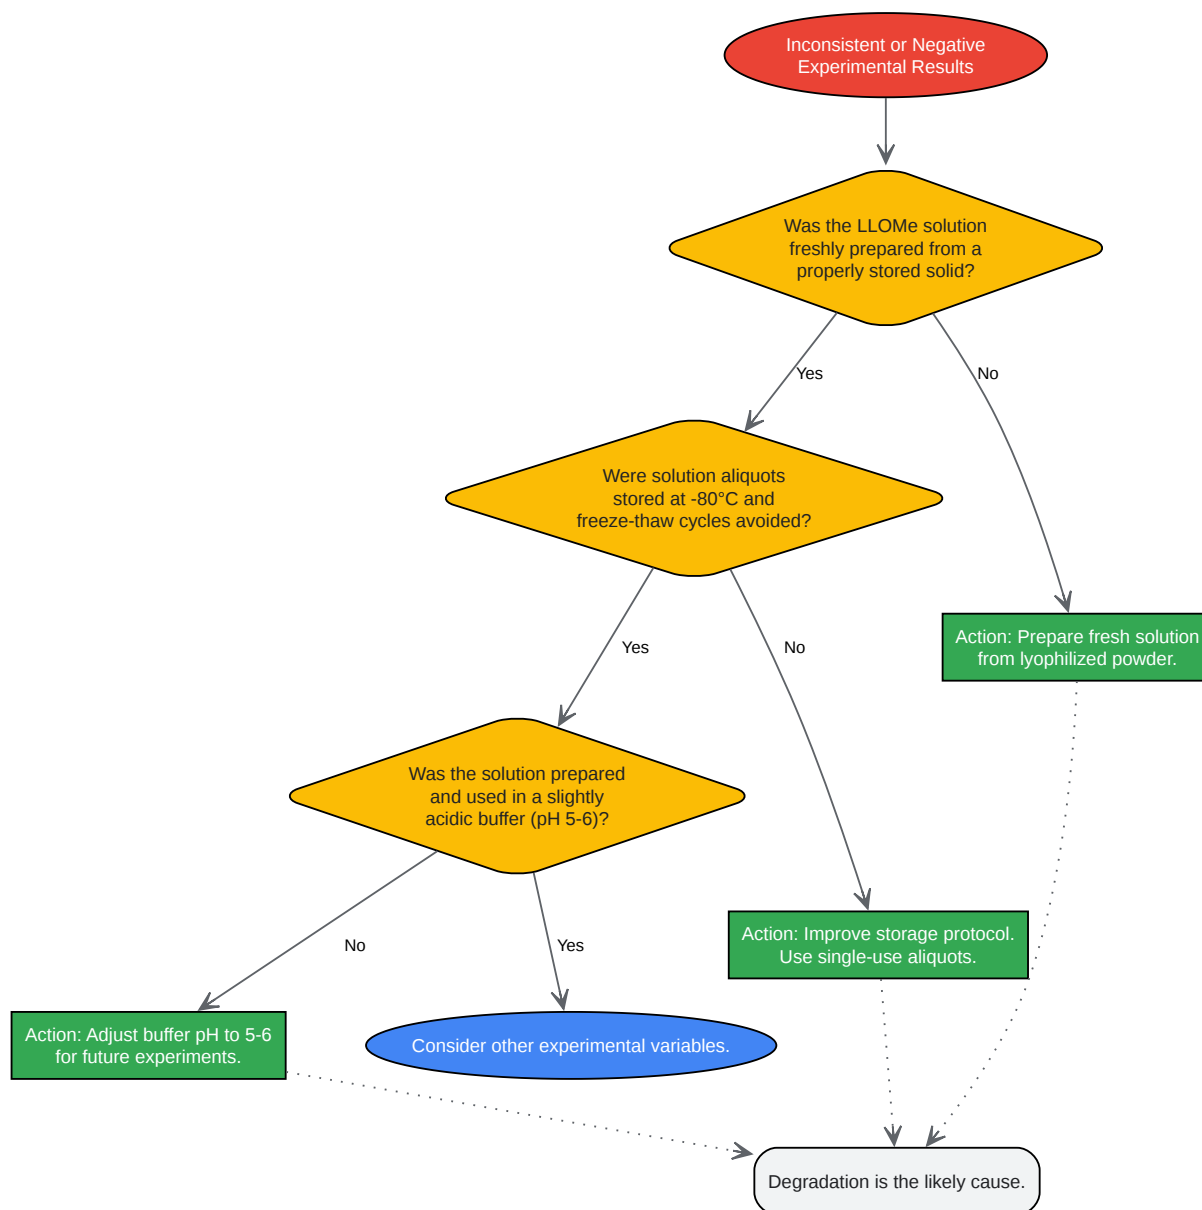 Inconsistent or Negative
Experimental Results
Was the LLOMe solution
freshly prepared from a
properly stored solid?
Yes
No
Were solution aliquots
stored at -80°C and
freeze-thaw cycles avoided?
Yes
No
Action: Prepare fresh solution
from lyophilized powder.
Was the solution prepared
and used in a slightly
acidic buffer (pH 5-6)?
No
Yes
Action: Improve storage protocol.
Use single-use aliquots.
Action: Adjust buffer pH to 5-6
for future experiments.
Consider other experimental variables.
Degradation is the likely cause.